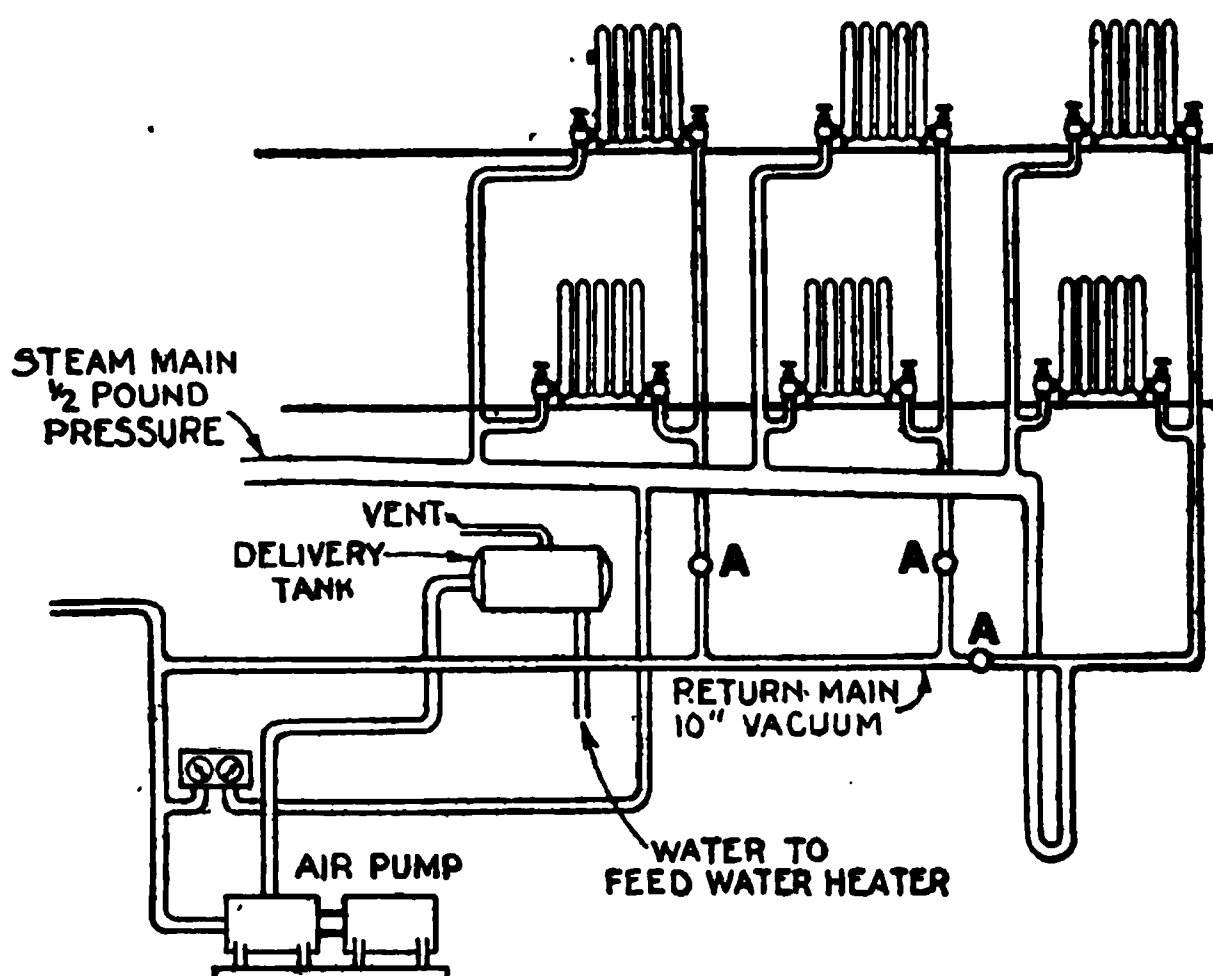 STEAM MAIN
½ POUND
PRESSURE
VENT
DELIVERY
TANK
A
A
A
RETURN MAIN
10" VACUUM
AIR PUMP
WATER TO
FEED WATER HEATER